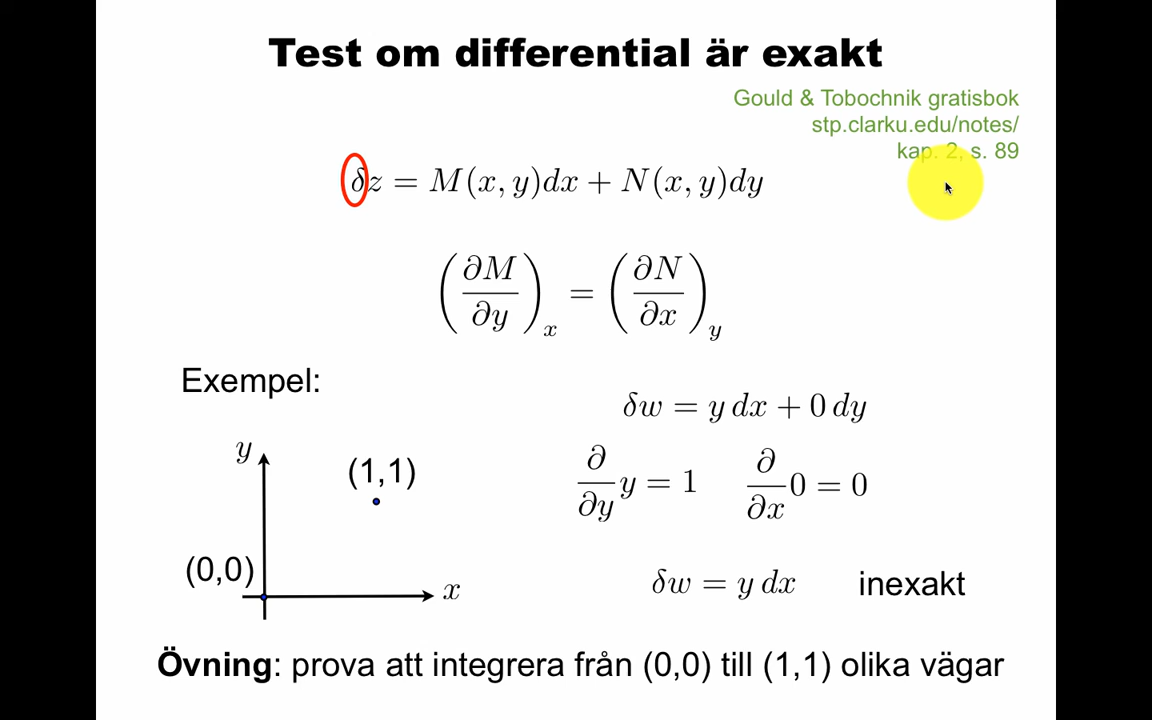 Test om differential är exakt
Gould & Tobochnik gratisbok
stp.clarku.edu/notes/
kap. 2, s. 89
δz = M(x, y)dx + N(x, y)dy
(∂M/∂y)_x = (∂N/∂x)_y
Exempel:
δw = y dx + 0 dy
y
(1,1)
∂/∂y y = 1 ∂/∂x 0 = 0
(0,0)
x
δw = y dx inexakt
Övning: prova att integrera från (0,0) till (1,1) olika vägar